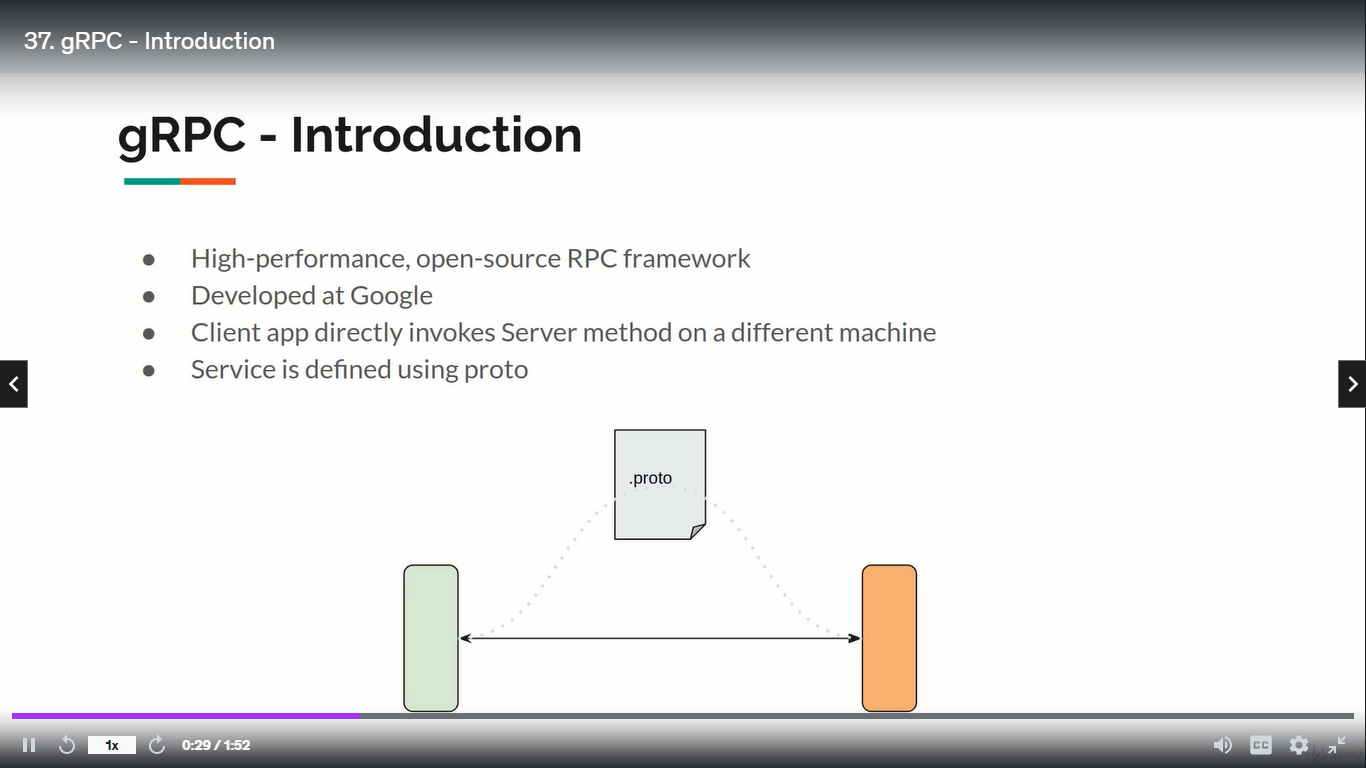 37. gRPC - Introduction
gRPC - Introduction
● High-performance, open-source RPC framework
● Developed at Google
● Client app directly invokes Server method on a different machine
● Service is defined using proto
.proto
1x
0:29 / 1:52
CC